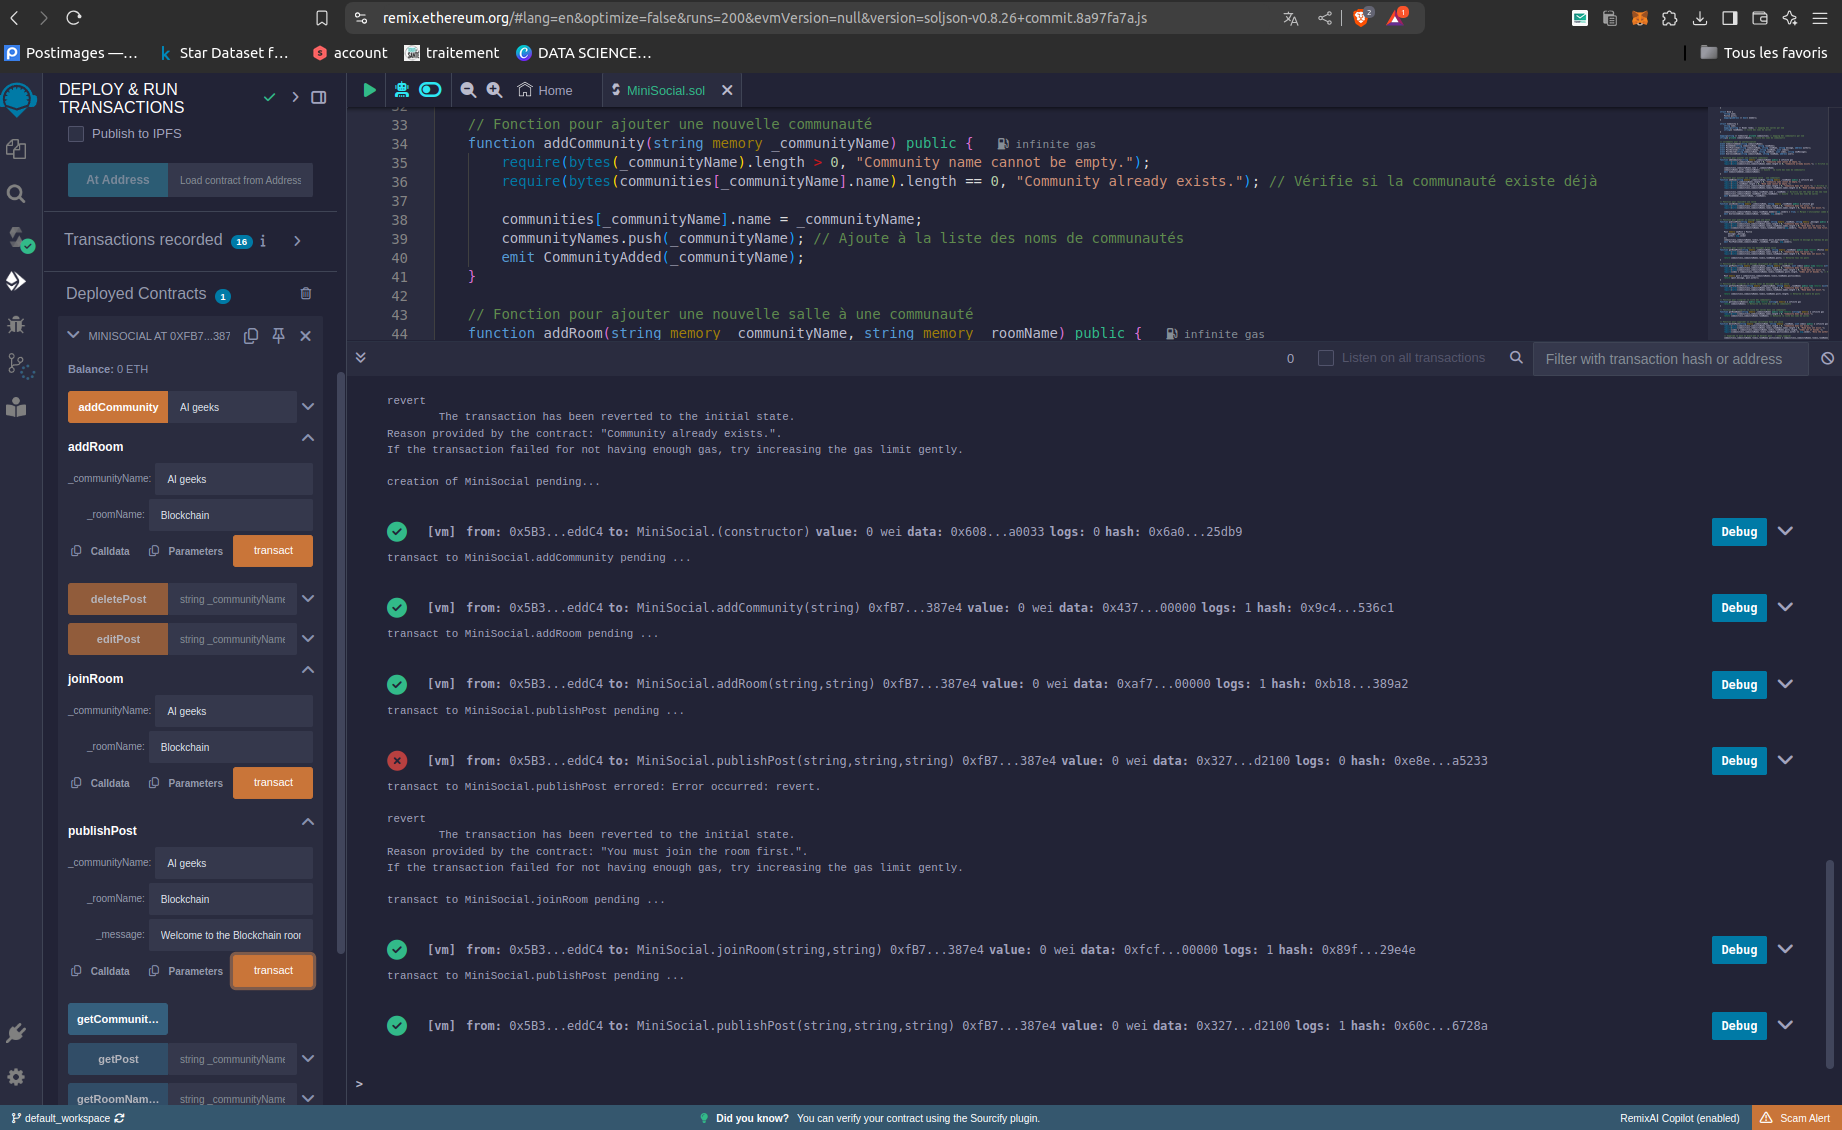 remix.ethereum.org/#lang=en&optimize=false&runs=200&evmVersion=null&version=soljson-v0.8.26+commit.8a97fa7a.js
2
1
Postimages —...
Star Dataset f...
account
traitement
DATA SCIENCE...
Tous les favoris
DEPLOY & RUN
TRANSACTIONS
Publish to IPFS
At Address
Load contract from Address
Transactions recorded 16 i
Deployed Contracts 1
MINISOCIAL AT 0XFB7...387
Balance: 0 ETH
addCommunity
AI geeks
addRoom
_communityName:
AI geeks
_roomName:
Blockchain
Calldata
Parameters
transact
deletePost
string _communityName
editPost
string _communityName
joinRoom
_communityName:
AI geeks
_roomName:
Blockchain
Calldata
Parameters
transact
publishPost
_communityName:
AI geeks
_roomName:
Blockchain
_message:
Welcome to the Blockchain roor
Calldata
Parameters
transact
getCommunit...
getPost
string _communityName
getRoomNam...
string _communityName
Home
MiniSocial.sol
32
33 // Fonction pour ajouter une nouvelle communauté
34 function addCommunity(string memory _communityName) public { infinite gas
35 require(bytes(_communityName).length > 0, "Community name cannot be empty.");
36 require(bytes(communities[_communityName].name).length == 0, "Community already exists."); // Vérifie si la communauté existe déjà
37
38 communities[_communityName].name = _communityName;
39 communityNames.push(_communityName); // Ajoute à la liste des noms de communautés
40 emit CommunityAdded(_communityName);
41 }
42
43 // Fonction pour ajouter une nouvelle salle à une communauté
44 function addRoom(string memory _communityName, string memory _roomName) public { infinite gas
0
Listen on all transactions
Filter with transaction hash or address
revert
The transaction has been reverted to the initial state.
Reason provided by the contract: "Community already exists.".
If the transaction failed for not having enough gas, try increasing the gas limit gently.
creation of MiniSocial pending...
[vm] from: 0x5B3...eddC4 to: MiniSocial.(constructor) value: 0 wei data: 0x608...a0033 logs: 0 hash: 0x6a0...25db9
Debug
transact to MiniSocial.addCommunity pending ...
[vm] from: 0x5B3...eddC4 to: MiniSocial.addCommunity(string) 0xfB7...387e4 value: 0 wei data: 0x437...00000 logs: 1 hash: 0x9c4...536c1
Debug
transact to MiniSocial.addRoom pending ...
[vm] from: 0x5B3...eddC4 to: MiniSocial.addRoom(string,string) 0xfB7...387e4 value: 0 wei data: 0xaf7...00000 logs: 1 hash: 0xb18...389a2
Debug
transact to MiniSocial.publishPost pending ...
[vm] from: 0x5B3...eddC4 to: MiniSocial.publishPost(string,string,string) 0xfB7...387e4 value: 0 wei data: 0x327...d2100 logs: 0 hash: 0xe8e...a5233
Debug
transact to MiniSocial.publishPost errored: Error occurred: revert.
revert
The transaction has been reverted to the initial state.
Reason provided by the contract: "You must join the room first.".
If the transaction failed for not having enough gas, try increasing the gas limit gently.
transact to MiniSocial.joinRoom pending ...
[vm] from: 0x5B3...eddC4 to: MiniSocial.joinRoom(string,string) 0xfB7...387e4 value: 0 wei data: 0xfcf...00000 logs: 1 hash: 0x89f...29e4e
Debug
transact to MiniSocial.publishPost pending ...
[vm] from: 0x5B3...eddC4 to: MiniSocial.publishPost(string,string,string) 0xfB7...387e4 value: 0 wei data: 0x327...d2100 logs: 1 hash: 0x60c...6728a
Debug
>
default_workspace
Did you know? You can verify your contract using the Sourcify plugin.
RemixAI Copilot (enabled)
Scam Alert